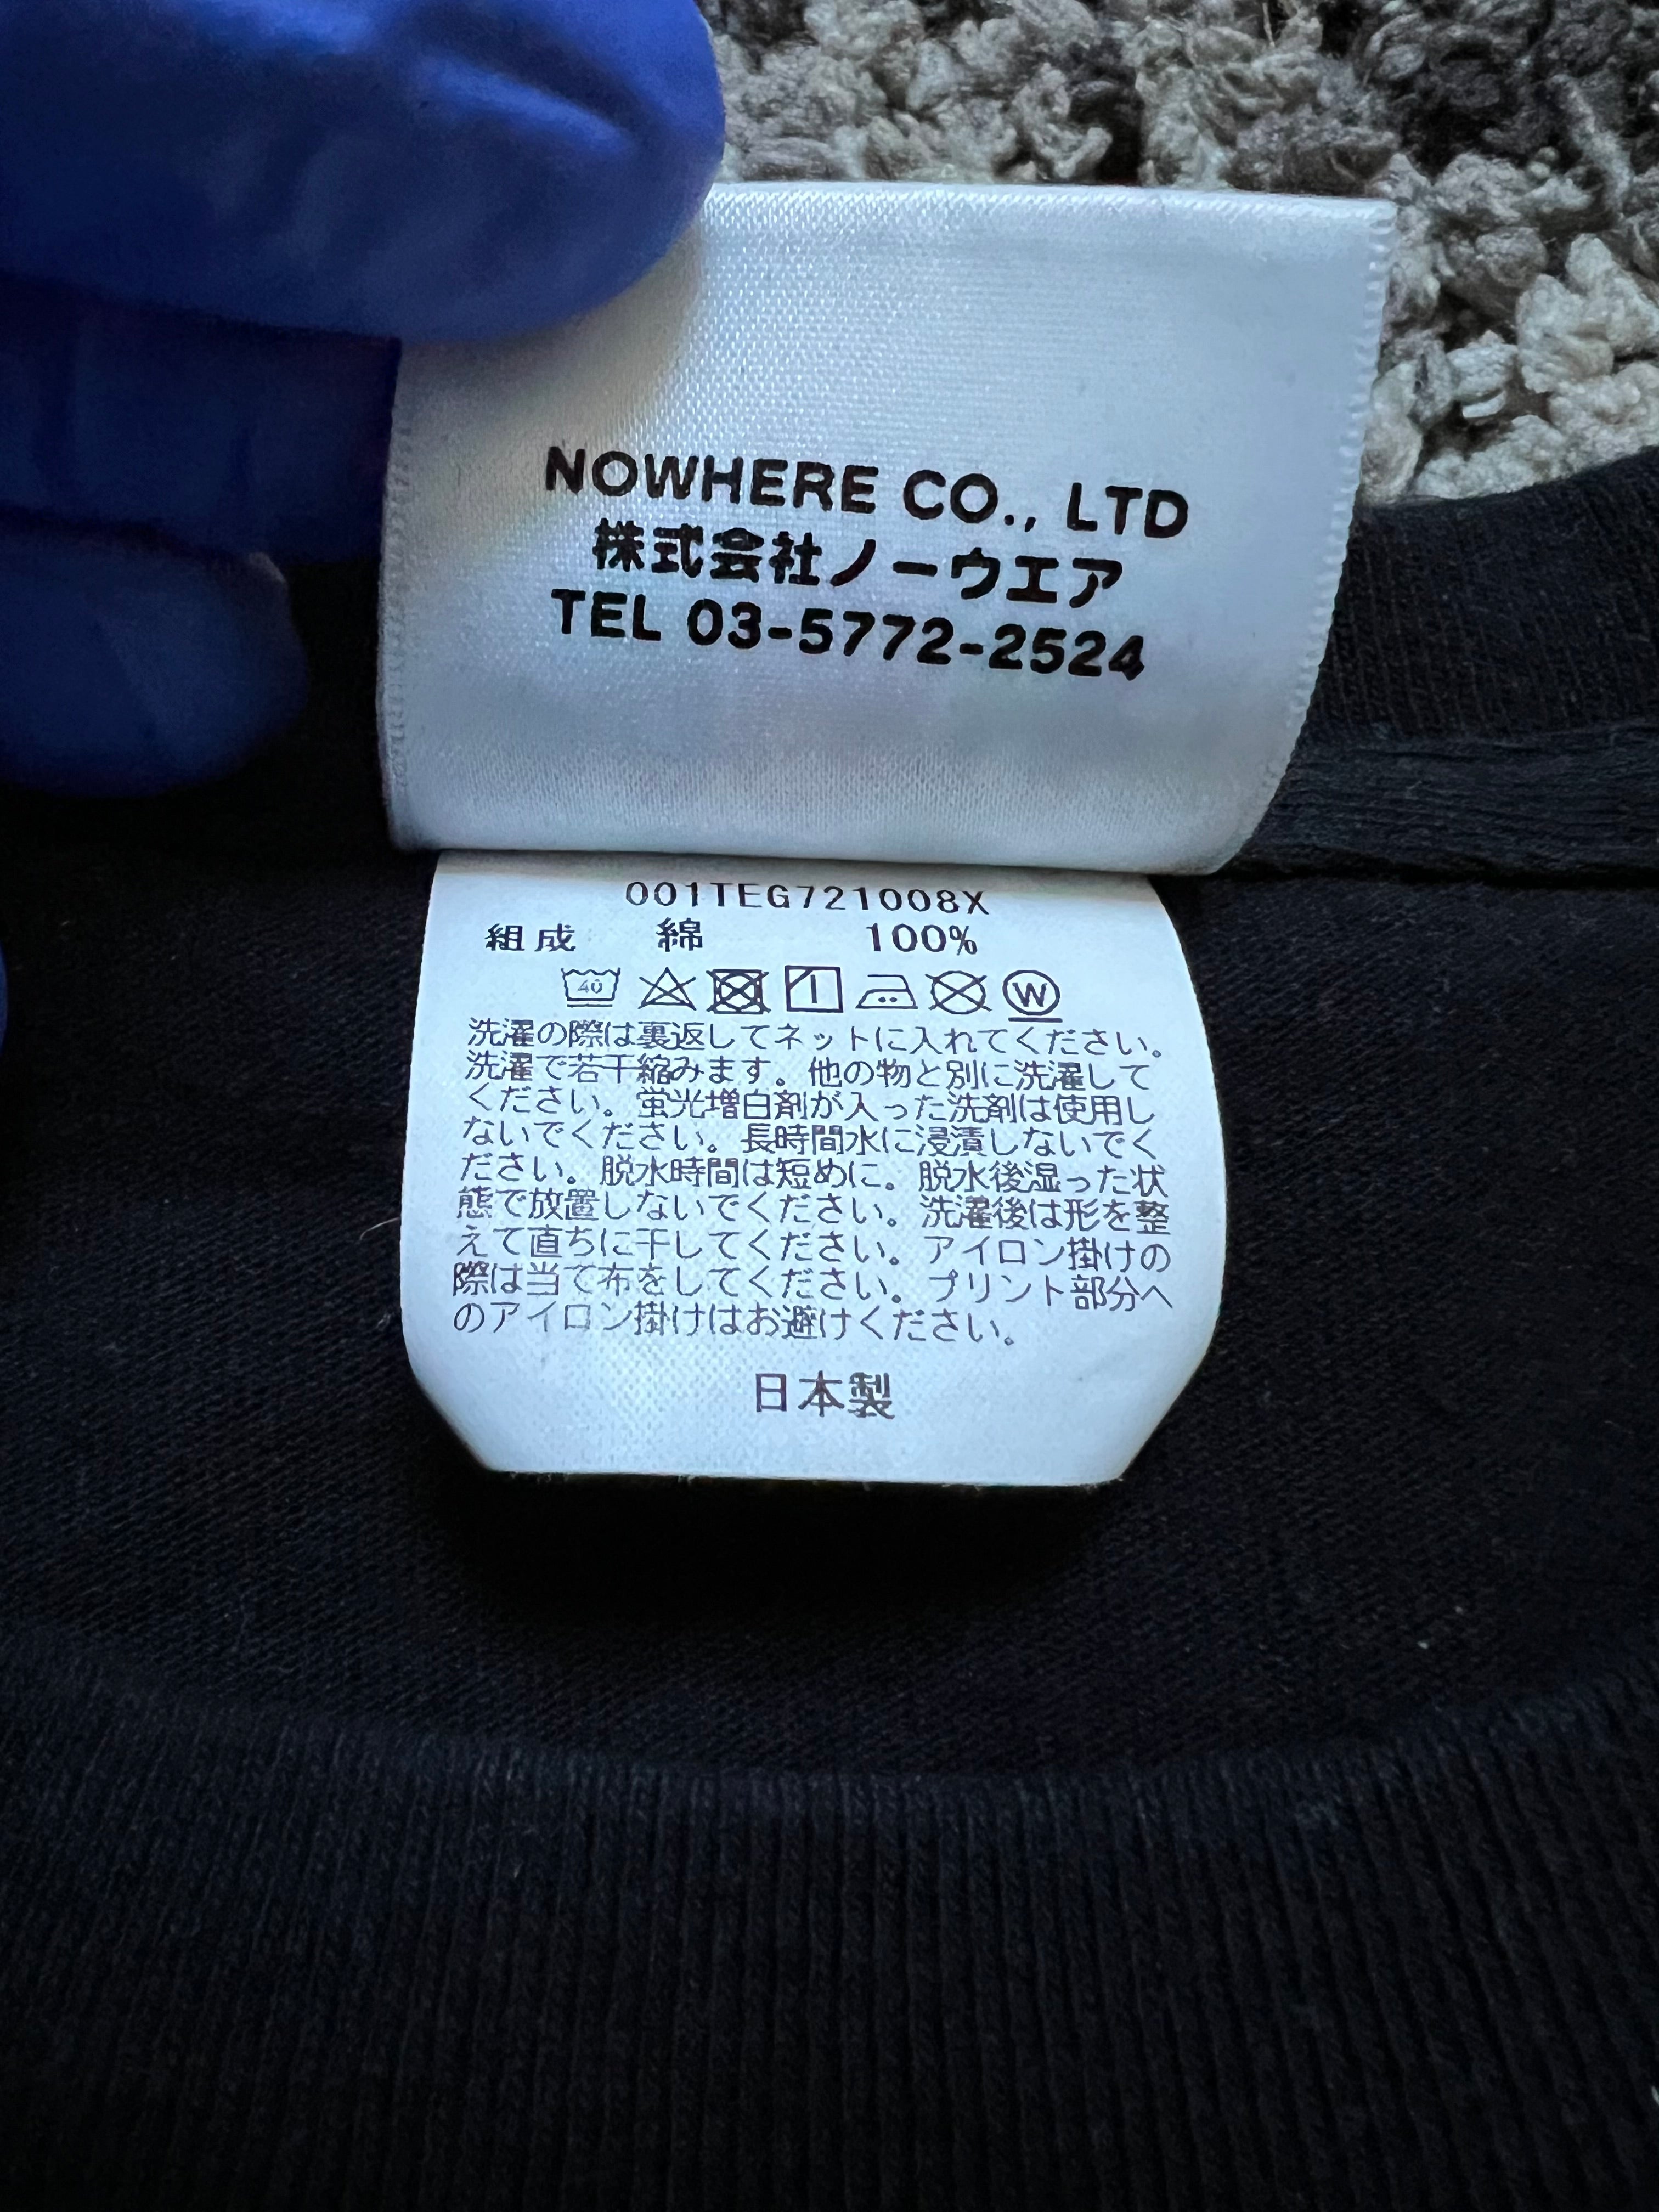 NOWHERE CO., LTD
株式会社ノーウエア
TEL 03-5772-2524
001TEG721008X
組成 綿 100%
40 W
洗濯の際は裏返してネットに入れてください。
洗濯で若干縮みます。他の物と別に洗濯して
ください。蛍光増白剤が入った洗剤は使用し
ないでください。長時間水に浸漬しないでく
ださい。脱水時間は短めに。脱水後湿った状
態で放置しないでください。洗濯後は形を整
えて直ちに干してください。アイロン掛けの
際は当て布をしてください。プリント部分へ
のアイロン掛けはお避けください。
日本製